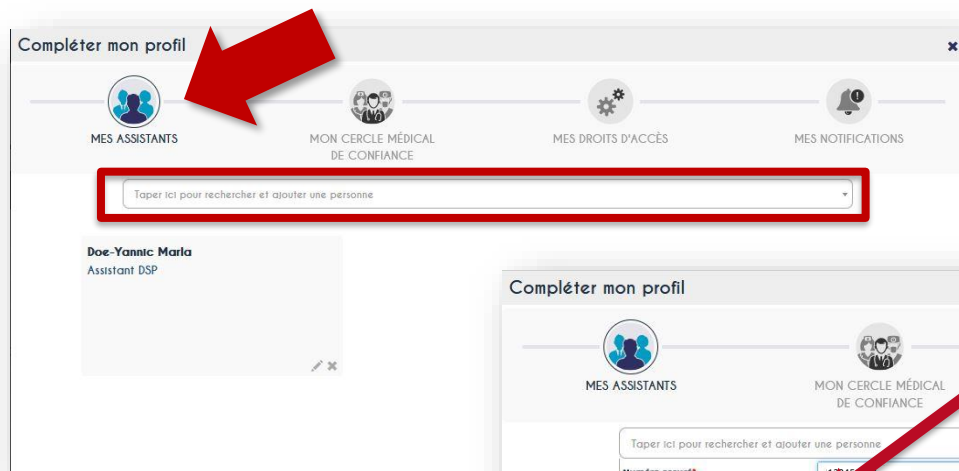 Compléter mon profil
MES ASSISTANTS
MON CERCLE MÉDICAL
DE CONFIANCE
MES DROITS D'ACCÈS
MES NOTIFICATIONS
Taper ici pour rechercher et ajouter une personne
Doe-Yannic Marla
Assistant DSP
Compléter mon profil
MES ASSISTANTS
MON CERCLE MÉDICAL
DE CONFIANCE
Taper ici pour rechercher et ajouter une personne